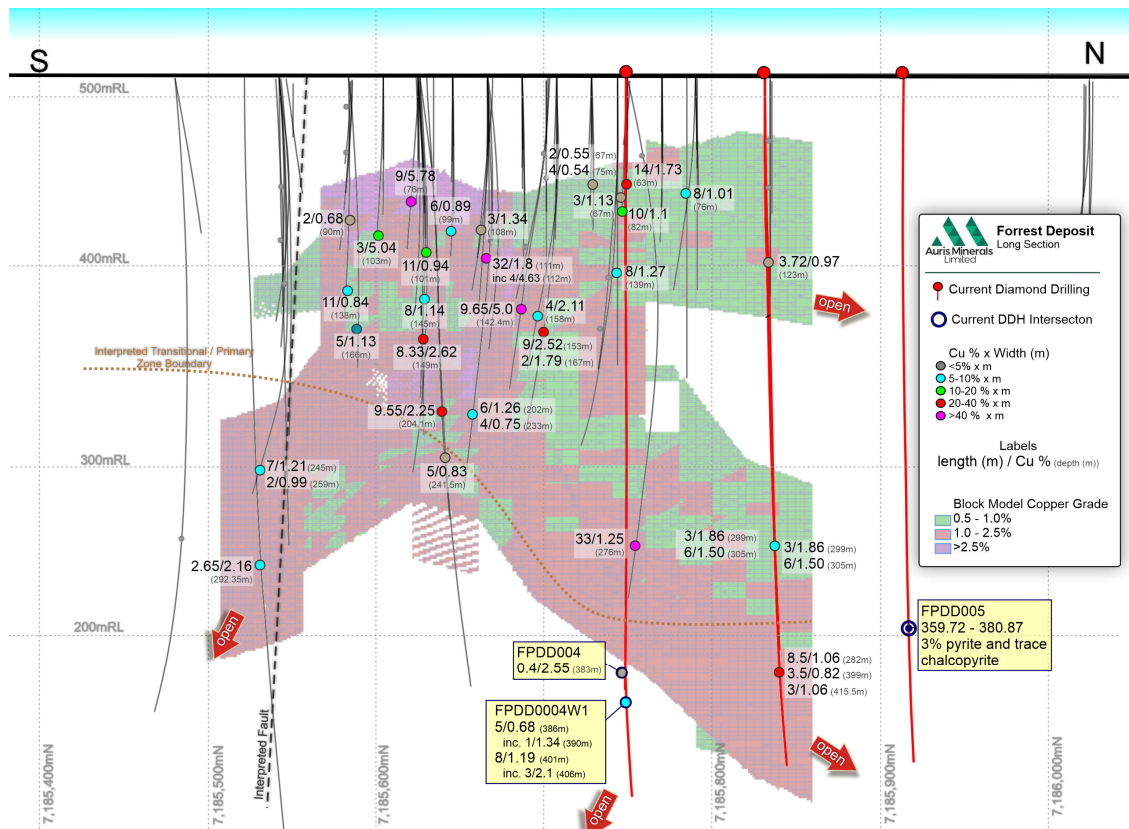 S
N
500mRL
400mRL
300mRL
200mRL
2/0.55 (67m)
4/0.54 (75m)
14/1.73
(63m)
9/5.78
(76m)
3/1.13
(67m)
10/1.1
(82m)
8/1.01
(76m)
6/0.89
(99m)
2/0.68
(90m)
3/1.34
(108m)
3/5.04
(103m)
11/0.94
(101m)
32/1.8 (111m)
inc 4/4.63 (112m)
8/1.27
(139m)
3.72/0.97
(123m)
open
11/0.84
(138m)
8/1.14
(145m)
9.65/5.0
(142.4m)
4/2.11
(158m)
5/1.13
(166m)
8.33/2.62
(149m)
9/2.52 (153m)
2/1.79 (167m)
Interpreted Transitional / Primary
Zone Boundary
9.55/2.25
(204.1m)
6/1.26 (202m)
4/0.75 (233m)
5/0.83
(241.5m)
7/1.21 (245m)
2/0.99 (259m)
33/1.25
(276m)
3/1.86 (299m)
6/1.50 (305m)
3/1.86 (299m)
6/1.50 (305m)
2.65/2.16
(292.35m)
open
FPDD004
0.4/2.55 (383m)
FPDD0004W1
5/0.68 (386m)
inc. 1/1.34 (390m)
8/1.19 (401m)
inc. 3/2.1 (406m)
8.5/1.06 (282m)
3.5/0.82 (399m)
3/1.06 (415.5m)
FPDD005
359.72 - 380.87
3% pyrite and trace
chalcopyrite
open
open
Interpreted Fault
7,185,400mN
7,185,500mN
7,185,600mN
7,185,800mN
7,185,900mN
7,186,000mN
Auris Minerals
Limited
Forrest Deposit
Long Section
Current Diamond Drilling
Current DDH Intersecton
Cu % x Width (m)
<5% x m
5-10% x m
10-20 % x m
20-40 % x m
>40 % x m
Labels
length (m) / Cu % (depth (m))
Block Model Copper Grade
0.5 - 1.0%
1.0 - 2.5%
>2.5%